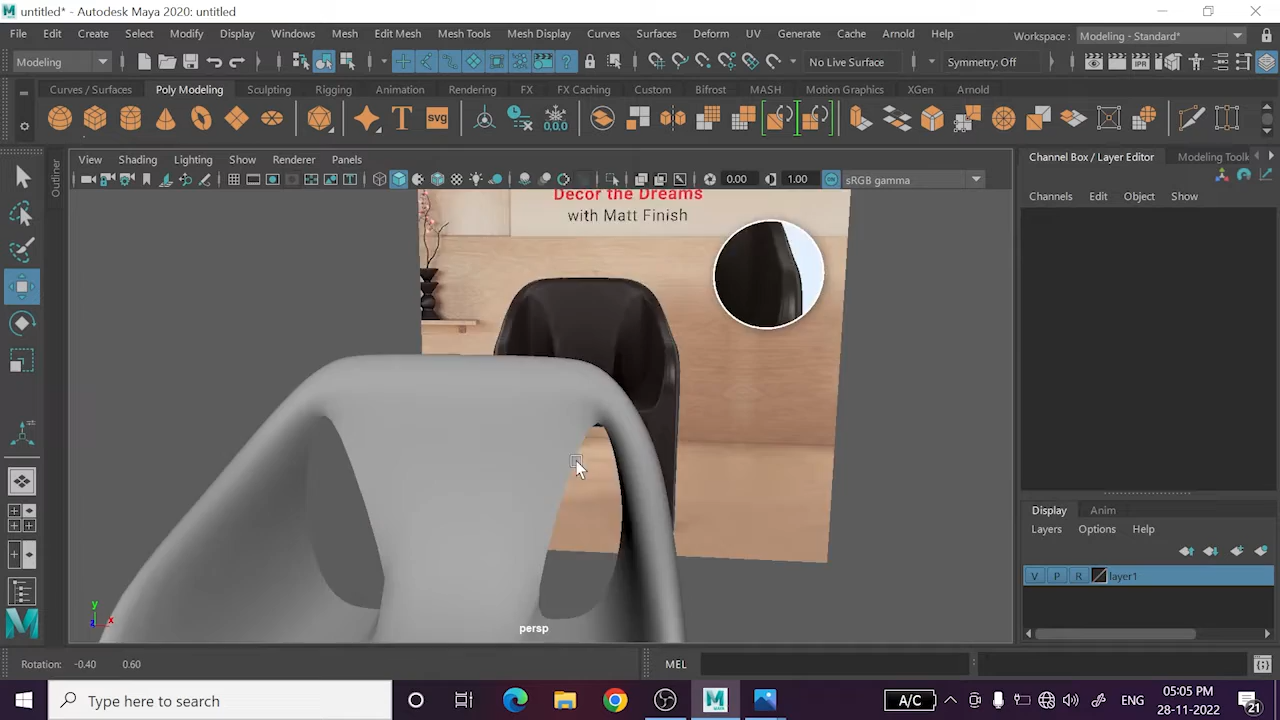 untitled* - Autodesk Maya 2020: untitled
File Edit Create Select Modify Display Windows Mesh Edit Mesh Mesh Tools Mesh Display Curves Surfaces Deform UV Generate Cache Arnold Help Workspace : Modeling - Standard*
Modeling No Live Surface Symmetry: Off
Curves / Surfaces Poly Modeling Sculpting Rigging Animation Rendering FX FX Caching Custom Bifrost MASH Motion Graphics XGen Arnold
T svg 0,0,0
View Shading Lighting Show Renderer Panels
Channel Box / Layer Editor Modeling Toolk
0.00 1.00 sRGB gamma
Channels Edit Object Show
Outliner
Decor the Dreams
with Matt Finish
Display Anim
Layers Options Help
V P R layer1
y
z x
persp
Rotation: -0.40 0.60
MEL
Type here to search
A/C
ENG
05:05 PM
28-11-2022
21